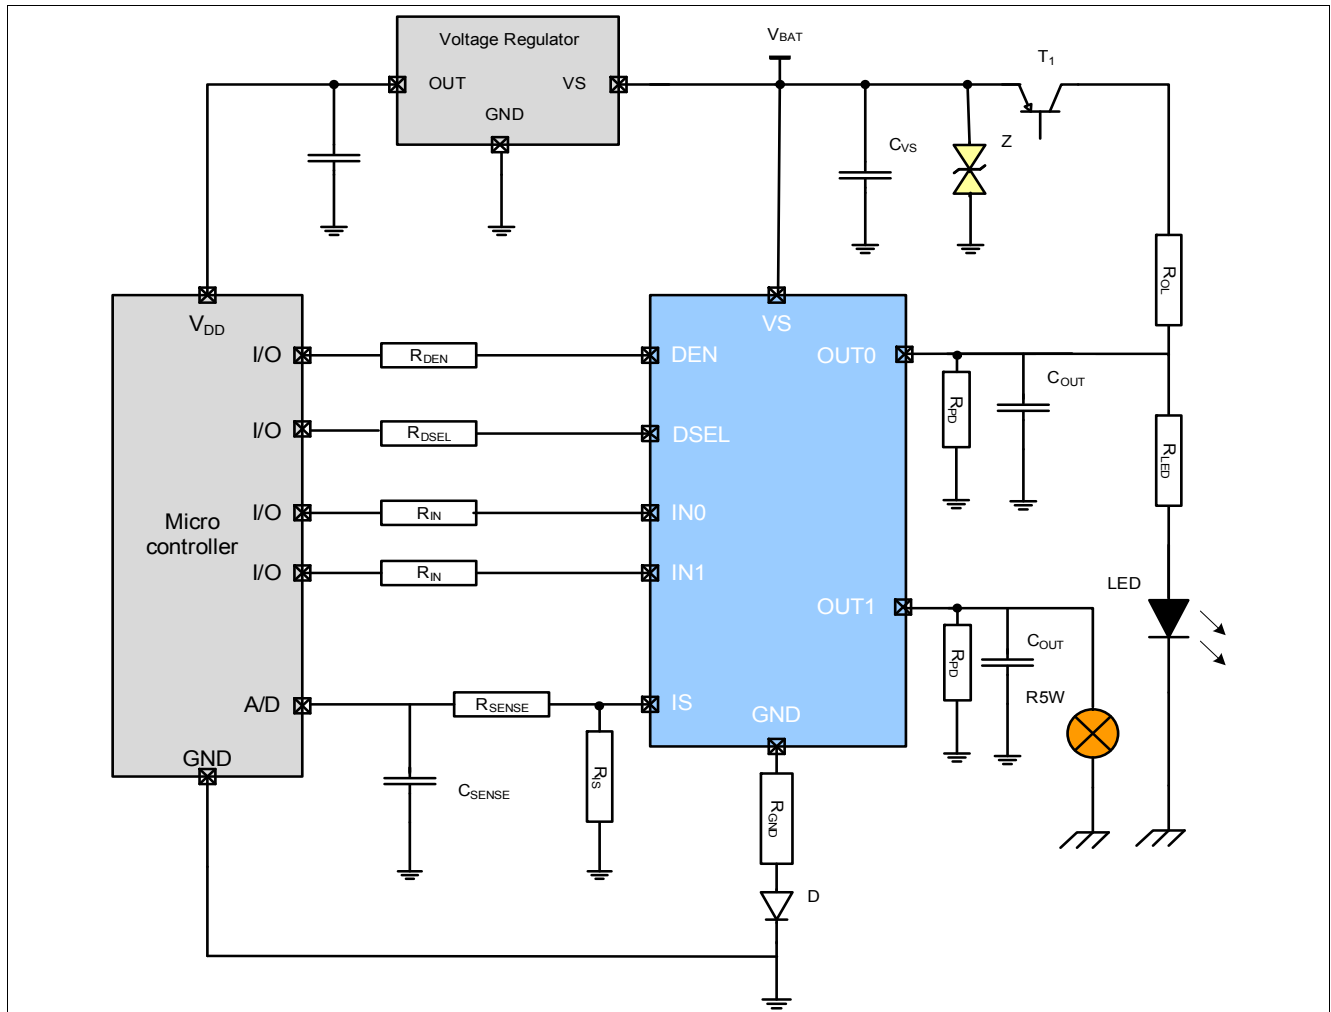 Voltage Regulator
OUT
VS
GND
VBAT
T1
CVS
Z
ROL
VDD
I/O
RDEN
DEN
VS
OUT0
COUT
RPD
RLED
I/O
RDSEL
DSEL
I/O
RIN
IN0
Micro
controller
I/O
RIN
IN1
OUT1
LED
RPD
COUT
R5W
A/D
RSENSE
IS
GND
GND
CSENSE
RIS
RGND
D